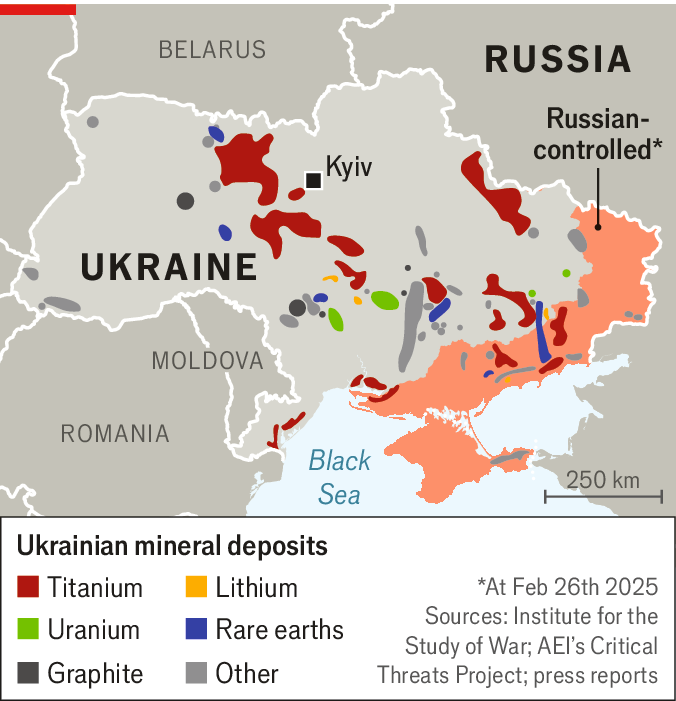 BELARUS
RUSSIA
Russian-
controlled*
Kyiv
UKRAINE
MOLDOVA
ROMANIA
Black
Sea
250 km
Ukrainian mineral deposits
Titanium
Lithium
Uranium
Rare earths
Graphite
Other
*At Feb 26th 2025
Sources: Institute for the
Study of War; AEI's Critical
Threats Project; press reports